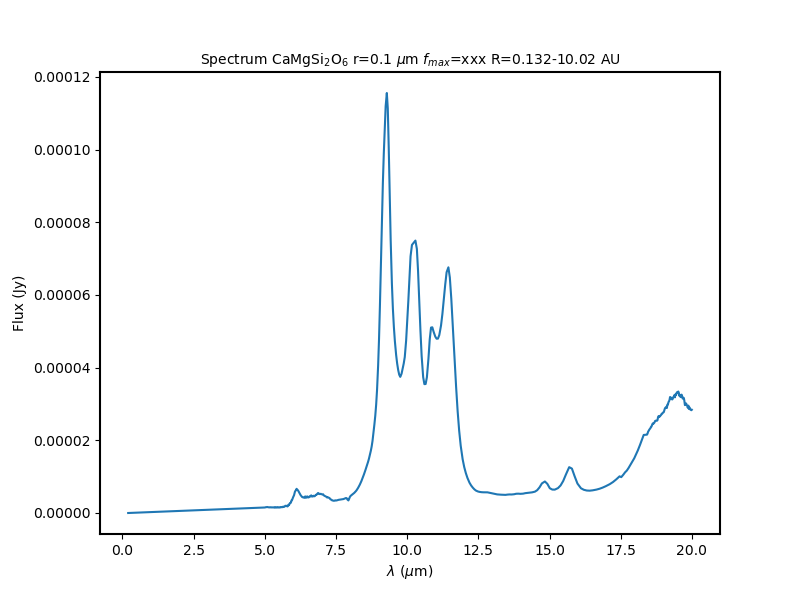 Spectrum CaMgSi₂O₆ r=0.1 μm fₘₐₓ=xxx R=0.132-10.02 AU
0.00012
0.00010
0.00008
0.00006
0.00004
0.00002
0.00000
Flux (Jy)
0.0 2.5 5.0 7.5 10.0 12.5 15.0 17.5 20.0
λ (μm)